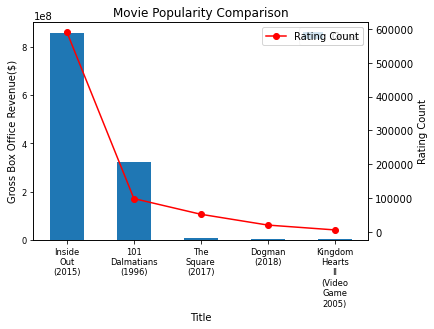 Movie Popularity Comparison
1e8
Rating Count
8
6
4
2
0
600000
500000
400000
300000
200000
100000
0
Gross Box Office Revenue($)
Rating Count
Inside
Out
(2015)
101
Dalmatians
(1996)
The
Square
(2017)
Dogman
(2018)
Kingdom
Hearts
II
(Video
Game
2005)
Title